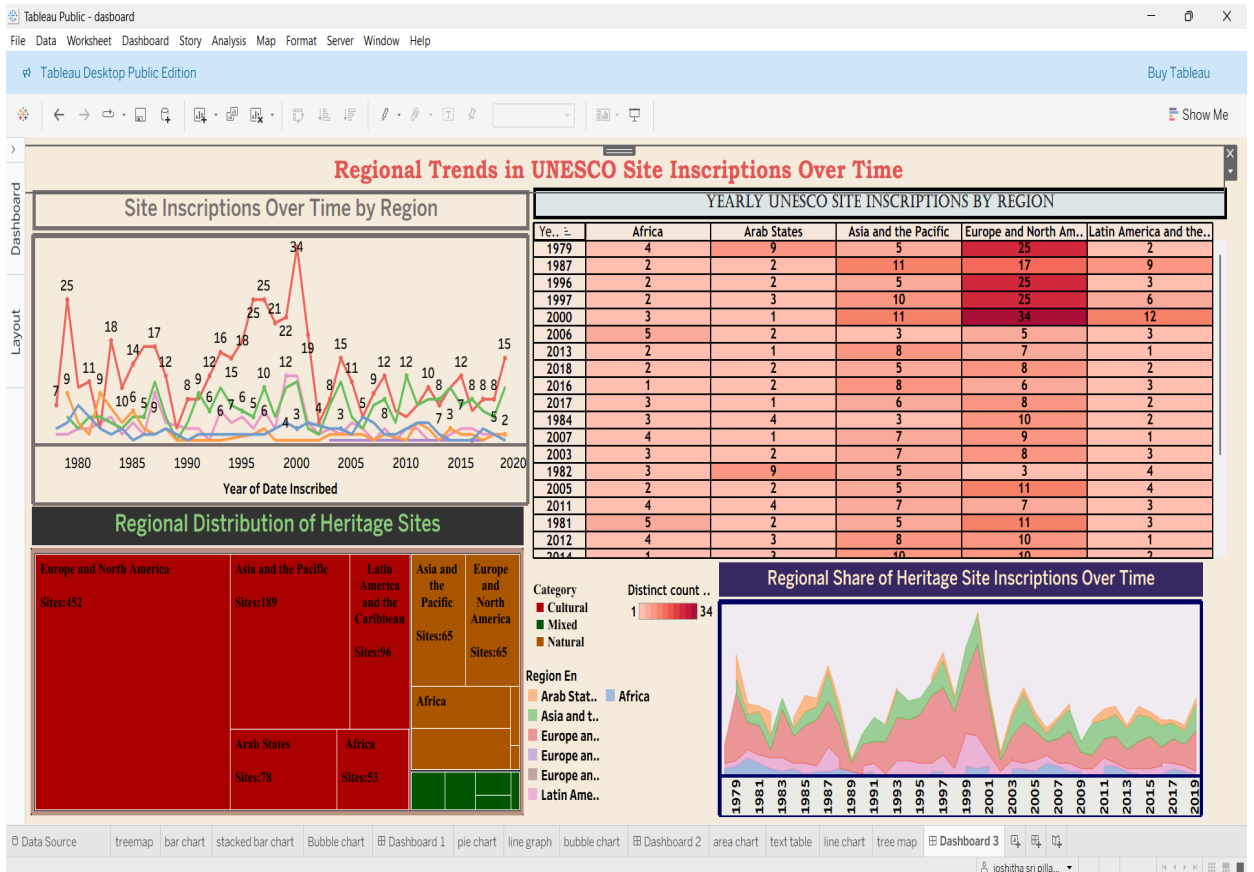 Tableau Public - dasboard
File Data Worksheet Dashboard Story Analysis Map Format Server Window Help
Tableau Desktop Public Edition
Buy Tableau
Show Me
Dashboard
Layout
Regional Trends in UNESCO Site Inscriptions Over Time
Site Inscriptions Over Time by Region
34
25
25
25
21
22
19
18
17
18
16
15
15
14
12
12
12
12
12
11
11
10
10
10
9
9
9
9
8
8
8
8
8
8
7
7
7
7
6
6
6
6
5
5
5
4
4
3
3
3
2
1980 1985 1990 1995 2000 2005 2010 2015 2020
Year of Date Inscribed
YEARLY UNESCO SITE INSCRIPTIONS BY REGION
Ye.. Africa Arab States Asia and the Pacific Europe and North Am.. Latin America and the..
1979 4 9 5 25 2
1987 2 2 11 17 9
1996 2 2 5 25 3
1997 2 3 10 25 6
2000 3 1 11 34 12
2006 5 2 3 5 3
2013 2 1 8 7 1
2018 2 2 5 8 2
2016 1 2 8 6 3
2017 3 1 6 8 2
1984 3 4 3 10 2
2007 4 1 7 9 1
2003 3 2 7 8 3
1982 3 9 5 3 4
2005 2 2 5 11 4
2011 4 4 7 7 3
1981 5 2 5 11 3
2012 4 3 8 10 1
2014 1 3 10 10 2
Regional Distribution of Heritage Sites
Europe and North America
Sites:452
Asia and the Pacific
Sites:189
Latin
America
and the
Caribbean
Sites:96
Arab States
Sites:78
Africa
Sites:53
Asia and
the
Pacific
Sites:65
Europe
and
North
America
Sites:65
Africa
Category
Cultural
Mixed
Natural
Distinct count ..
1 34
Region En
Arab Stat.. Africa
Asia and t..
Europe an..
Europe an..
Europe an..
Latin Ame..
Regional Share of Heritage Site Inscriptions Over Time
1979 1981 1983 1985 1987 1989 1991 1993 1995 1997 1999 2001 2003 2005 2007 2009 2011 2013 2015 2017 2019
Data Source treemap bar chart stacked bar chart Bubble chart Dashboard 1 pie chart line graph bubble chart Dashboard 2 area chart text table line chart tree map Dashboard 3
joshitha sri pilla...